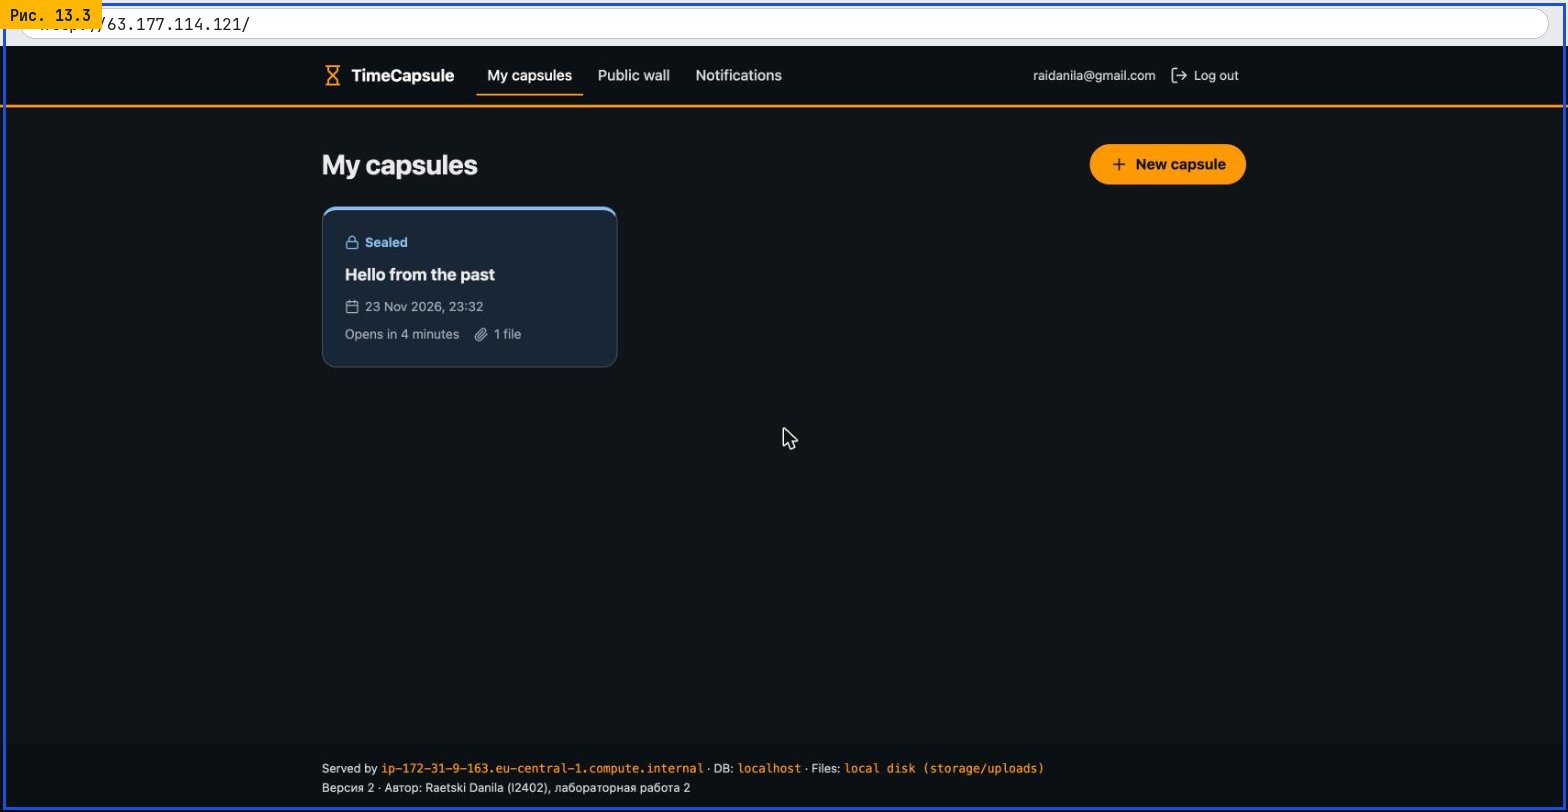 Рис. 13.3
/63.177.114.121/
TimeCapsule My capsules Public wall Notifications raidanila@gmail.com Log out
My capsules
+ New capsule
Sealed
Hello from the past
23 Nov 2026, 23:32
Opens in 4 minutes 1 file
Served by ip-172-31-9-163.eu-central-1.compute.internal · DB: localhost · Files: local disk (storage/uploads)
Версия 2 · Автор: Raetski Danila (I2402), лабораторная работа 2